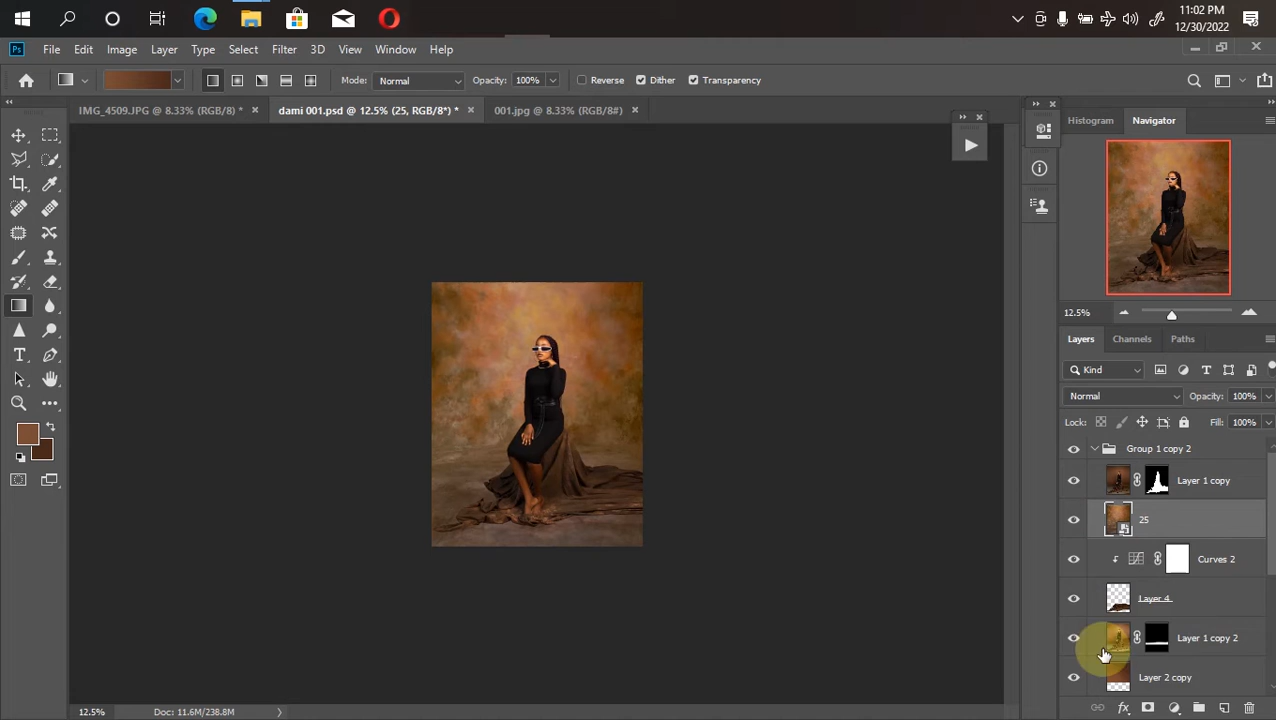 11:02 PM
12/30/2022
Ps File Edit Image Layer Type Select Filter 3D View Window Help
Mode: Normal Opacity: 100% Reverse Dither Transparency
IMG_4509.JPG @ 8.33% (RGB/8) * dami 001.psd @ 12.5% (25, RGB/8*) * 001.jpg @ 8.33% (RGB/8#)
Histogram Navigator
12.5%
Layers Channels Paths
Kind
Normal Opacity: 100%
Lock: Fill: 100%
Group 1 copy 2
Layer 1 copy
25
Curves 2
Layer 4
Layer 1 copy 2
Layer 2 copy
12.5% Doc: 11.6M/238.8M